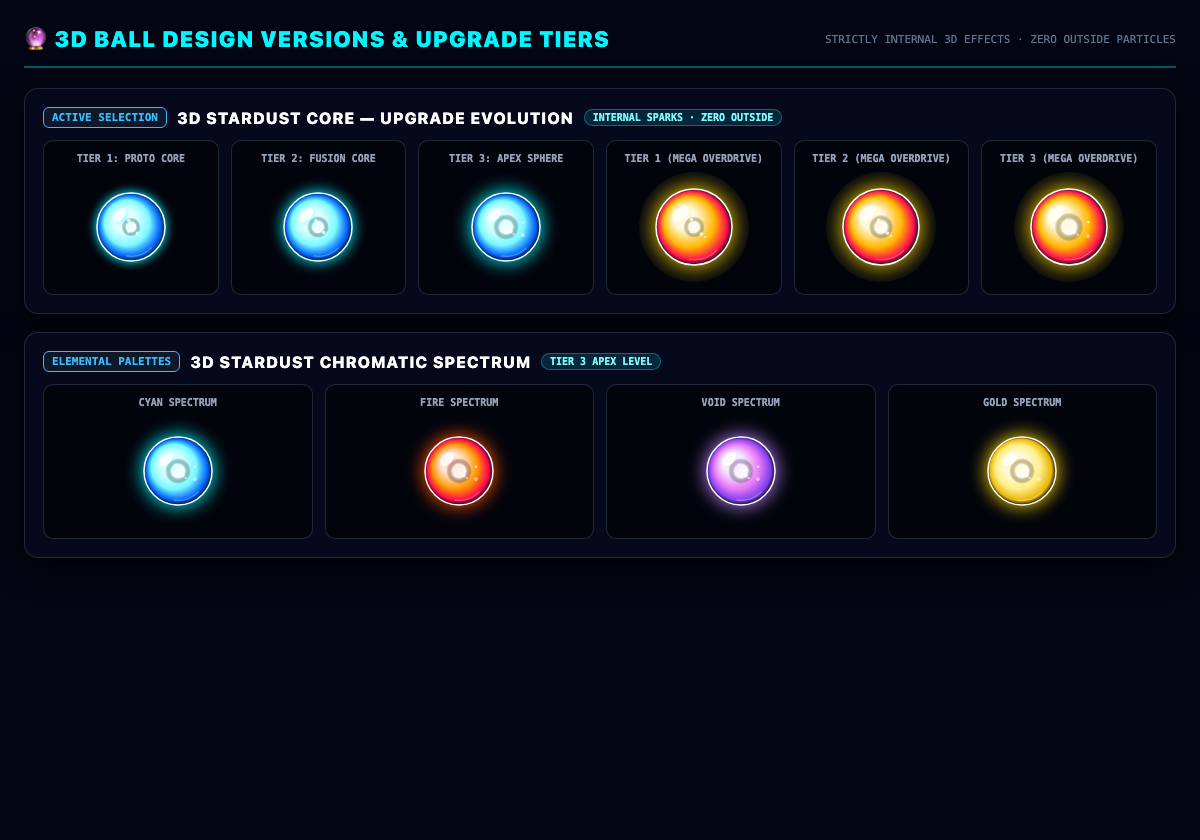 3D BALL DESIGN VERSIONS & UPGRADE TIERS
STRICTLY INTERNAL 3D EFFECTS · ZERO OUTSIDE PARTICLES
ACTIVE SELECTION
3D STARDUST CORE — UPGRADE EVOLUTION
INTERNAL SPARKS · ZERO OUTSIDE
TIER 1: PROTO CORE
TIER 2: FUSION CORE
TIER 3: APEX SPHERE
TIER 1 (MEGA OVERDRIVE)
TIER 2 (MEGA OVERDRIVE)
TIER 3 (MEGA OVERDRIVE)
ELEMENTAL PALETTES
3D STARDUST CHROMATIC SPECTRUM
TIER 3 APEX LEVEL
CYAN SPECTRUM
FIRE SPECTRUM
VOID SPECTRUM
GOLD SPECTRUM